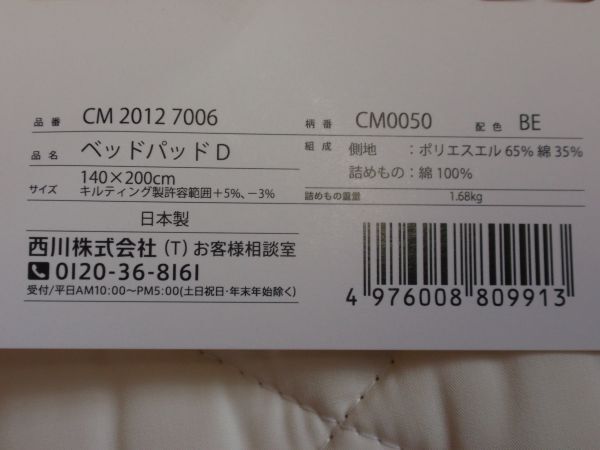 品番 CM 2012 7006
柄番 CM0050 配色 BE
品名 ベッドパッド D
組成 側地 :ポリエスエル 65% 綿 35%
詰めもの:綿 100%
サイズ 140×200cm
キルティング製許容範囲+5%、−3%
詰めもの重量 1.68kg
日本製
西川株式会社 (T) お客様相談室
0120-36-8161
受付/平日AM10:00〜PM5:00(土日祝日・年末年始除く)
4 976008 809913